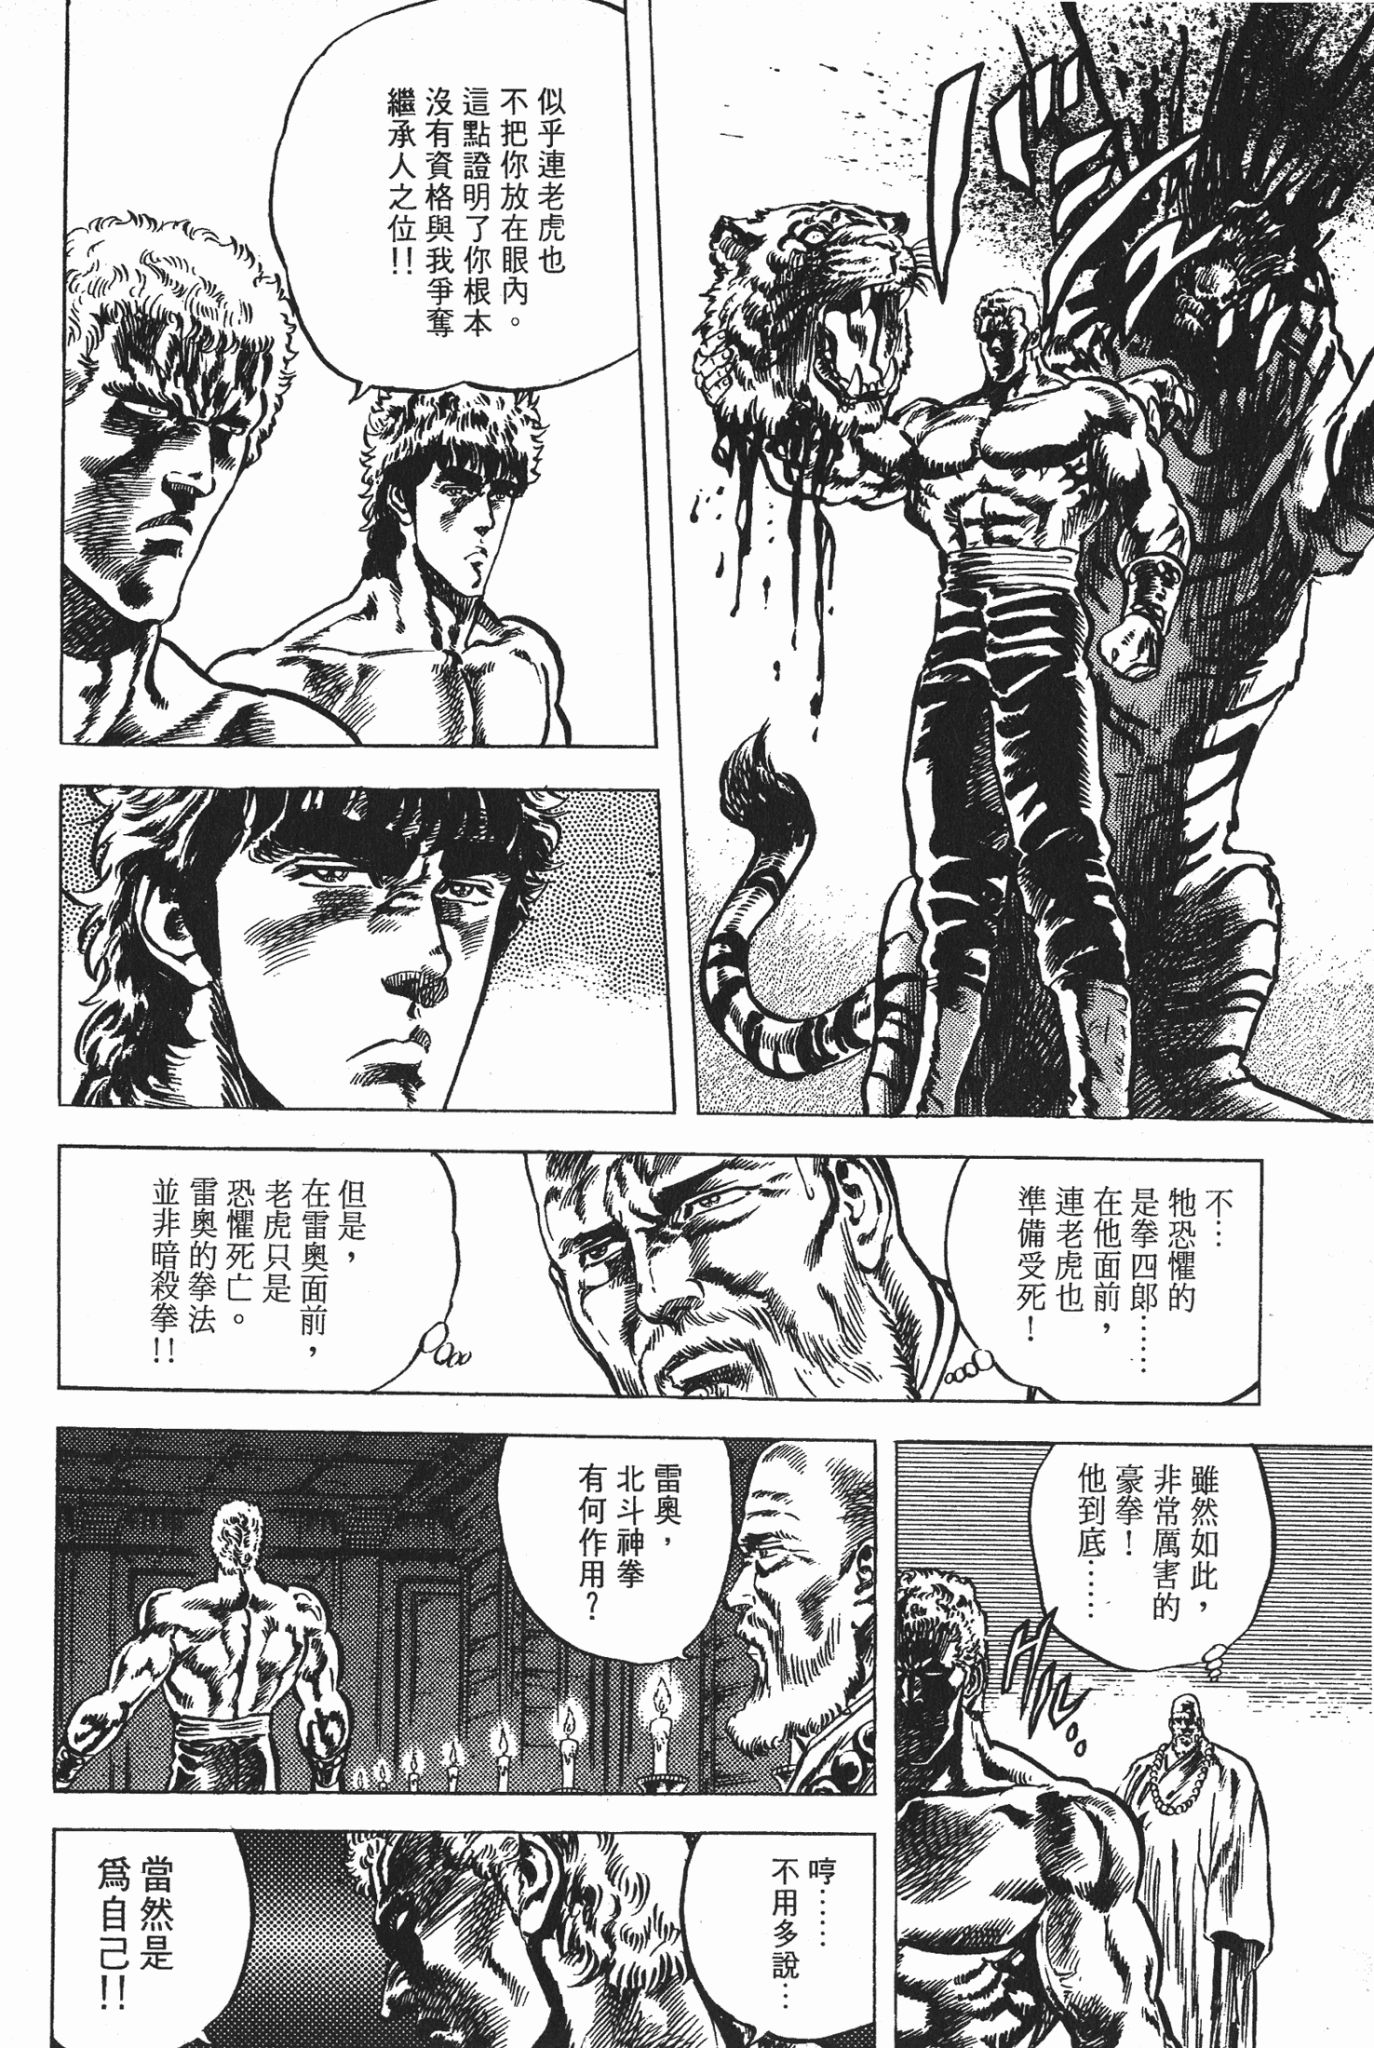 バシュッ
似乎連老虎也
不把你放在眼內。
這點證明了你根本
沒有資格與我爭奪
繼承人之位!!
不…
牠恐懼的
是拳四郎……
在他面前，
連老虎也
準備受死！
但是，
在雷奧面前，
老虎只是
恐懼死亡。
雷奧的拳法
並非暗殺拳!!
雖然如此，
非常厲害的
豪拳！
他到底……
雷奧，
北斗神拳
有何作用？
哼……
不用多說…
當然是
爲自己!!